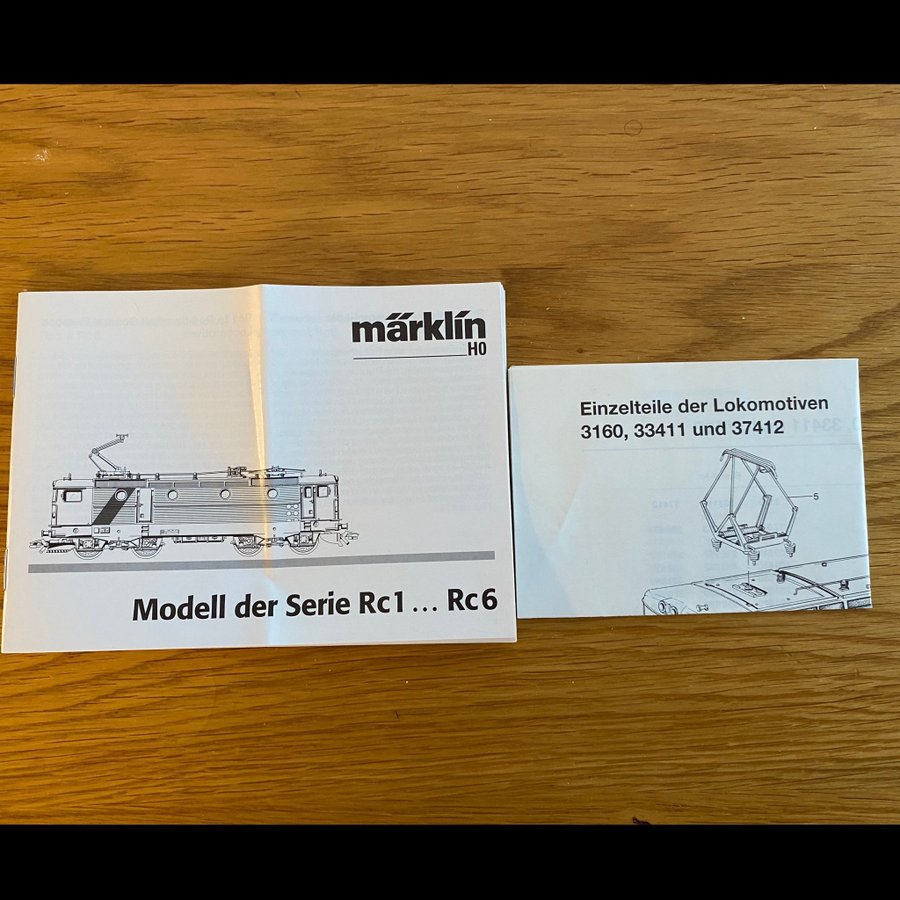 märklin
H0
Modell der Serie Rc1 ... Rc6
Einzelteile der Lokomotiven
3160, 33411 und 37412
5